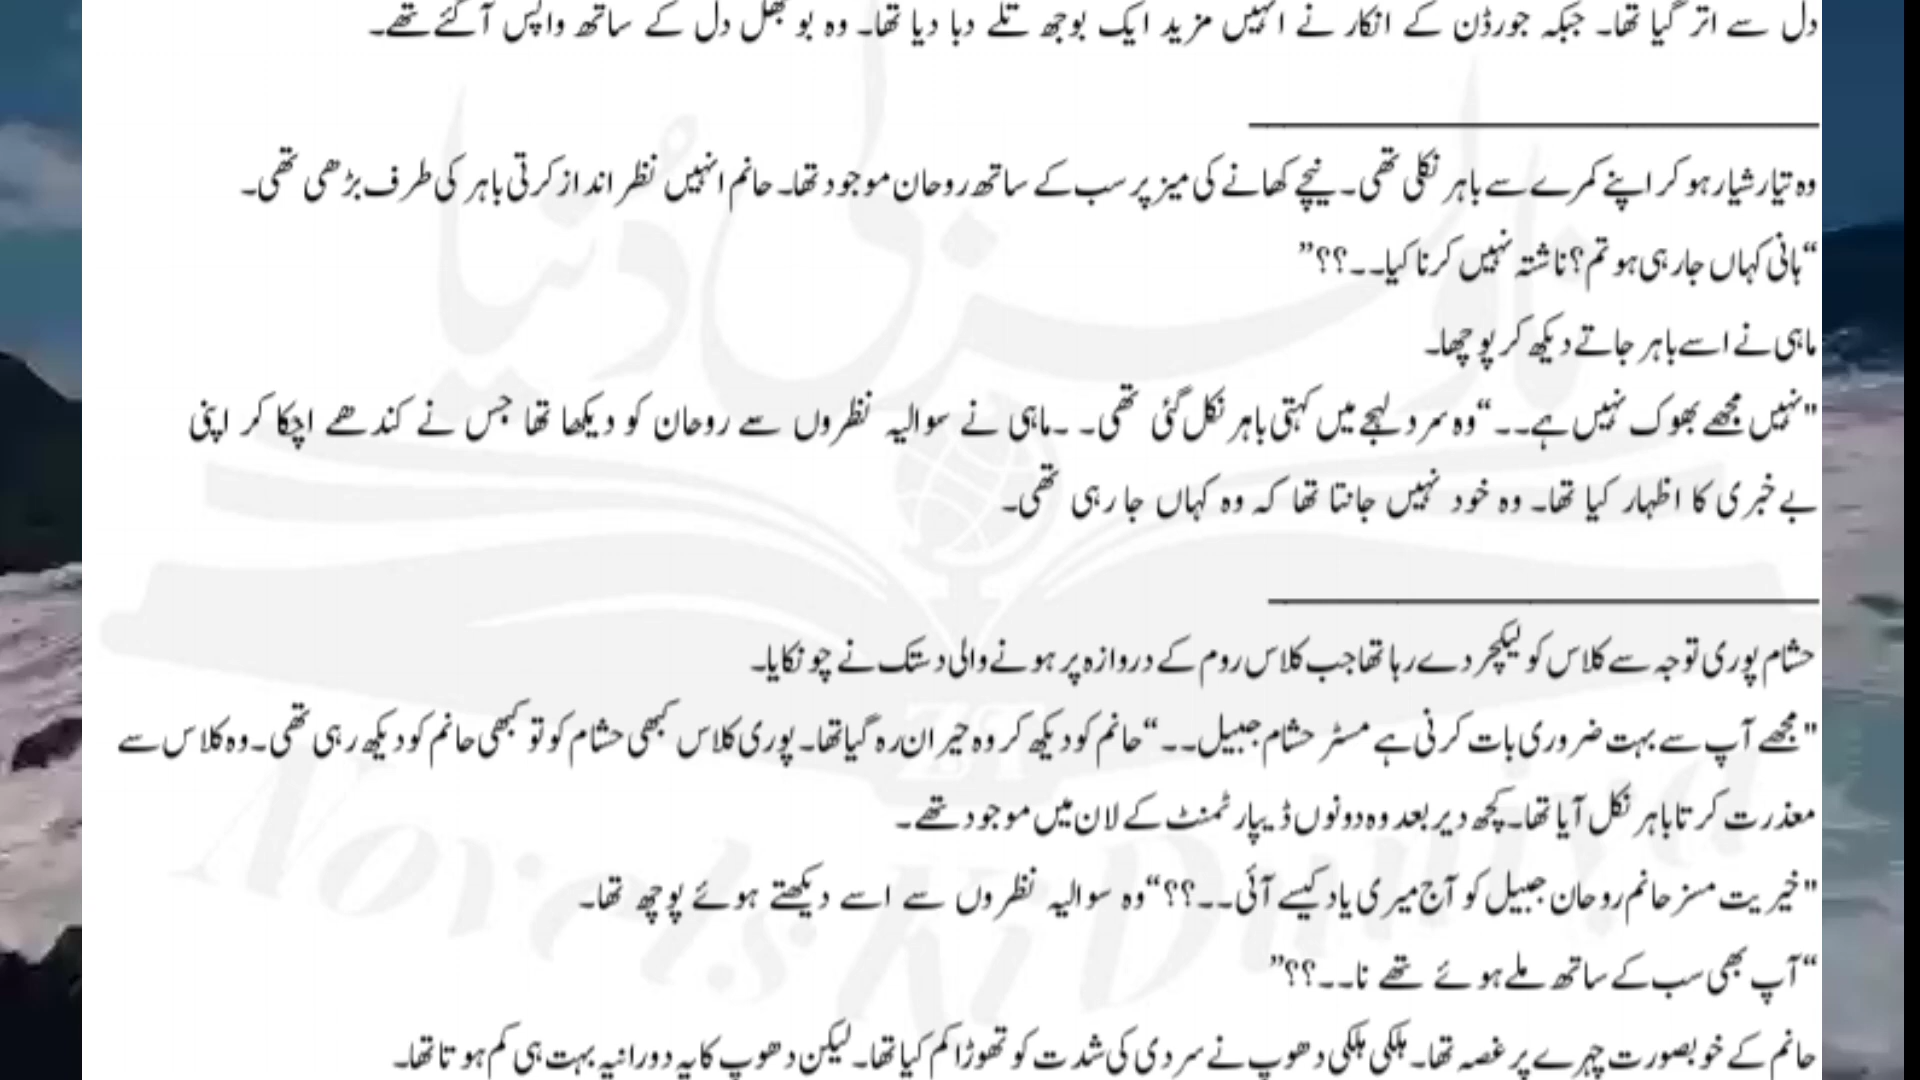 دل سے اتر گیا تھا۔ جبکہ جورڈن کے انکار نے انہیں مزید ایک بوجھ تلے دبا دیا تھا۔ وہ بوجھل دل کے ساتھ واپس آگئے تھے۔
وہ تیار شیار ہو کر اپنے کمرے سے باہر نکلی تھی۔ نیچے کھانے کی میز پر سب کے ساتھ روحان موجود تھا۔ حانم انہیں نظر انداز کرتی باہر کی طرف بڑھی تھی۔
“ہانی کہاں جا رہی ہو تم؟ ناشتہ نہیں کرنا کیا۔۔؟؟”
ماہی نے اسے باہر جاتے دیکھ کر پوچھا۔
"نہیں مجھے بھوک نہیں ہے۔۔“ وہ سرد لہجے میں کہتی باہر نکل گئی تھی۔ ۔ماہی نے سوالیہ نظروں سے روحان کو دیکھا تھا جس نے کندھے اچکا کر اپنی
بے خبری کا اظہار کیا تھا۔ وہ خود نہیں جانتا تھا کہ وہ کہاں جا رہی تھی۔
حشام پوری توجہ سے کلاس کو لیکچر دے رہا تھا جب کلاس روم کے دروازہ پر ہونے والی دستک نے چونکایا۔
"مجھے آپ سے بہت ضروری بات کرنی ہے مسٹر حشام جبیل۔۔“ حانم کو دیکھ کر وہ حیران رہ گیا تھا۔ پوری کلاس کبھی حشام کو تو کبھی حانم کو دیکھ رہی تھی۔ وہ کلاس سے
معذرت کرتا باہر نکل آیا تھا۔ کچھ دیر بعد وہ دونوں ڈیپارٹمنٹ کے لان میں موجود تھے۔
"خیریت مسز حانم روحان جبیل کو آج میری یاد کیسے آئی۔۔؟؟“ وہ سوالیہ نظروں سے اسے دیکھتے ہوئے پوچھ تھا۔
“آپ بھی سب کے ساتھ ملے ہوئے تھے نا۔۔؟؟”
حانم کے خوبصورت چہرے پر غصہ تھا۔ ہلکی ہلکی دھوپ نے سردی کی شدت کو تھوڑا کم کیا تھا۔ لیکن دھوپ کا یہ دورانیہ بہت ہی کم ہوتا تھا۔
ناولز کی دُنیا
Novels Ki Duniya